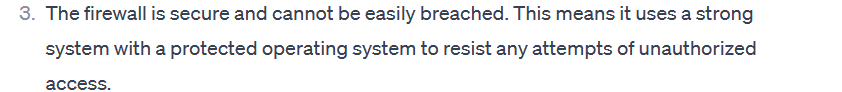 3. The firewall is secure and cannot be easily breached. This means it uses a strong
system with a protected operating system to resist any attempts of unauthorized
access.